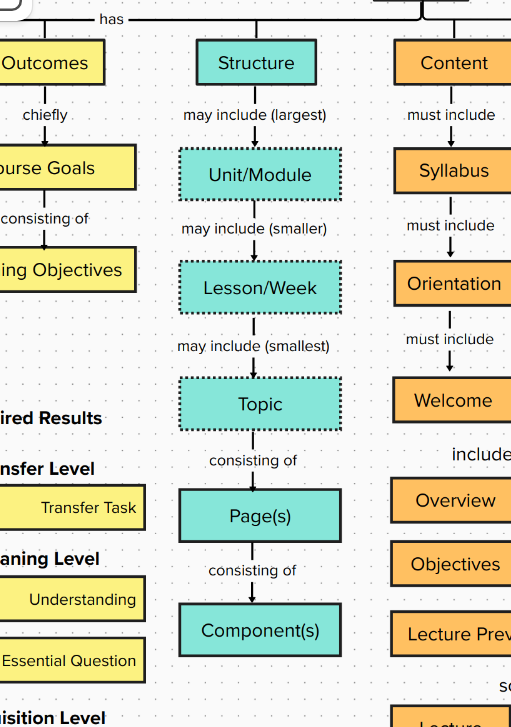 has
Outcomes
chiefly
ourse Goals
consisting of
ing Objectives
ired Results
nsfer Level
Transfer Task
aning Level
Understanding
Essential Question
isition Level
Structure
may include (largest)
Unit/Module
may include (smaller)
Lesson/Week
may include (smallest)
Topic
consisting of
Page(s)
consisting of
Component(s)
Content
must include
Syllabus
must include
Orientation
must include
Welcome
include
Overview
Objectives
Lecture Prev
so
Lecture